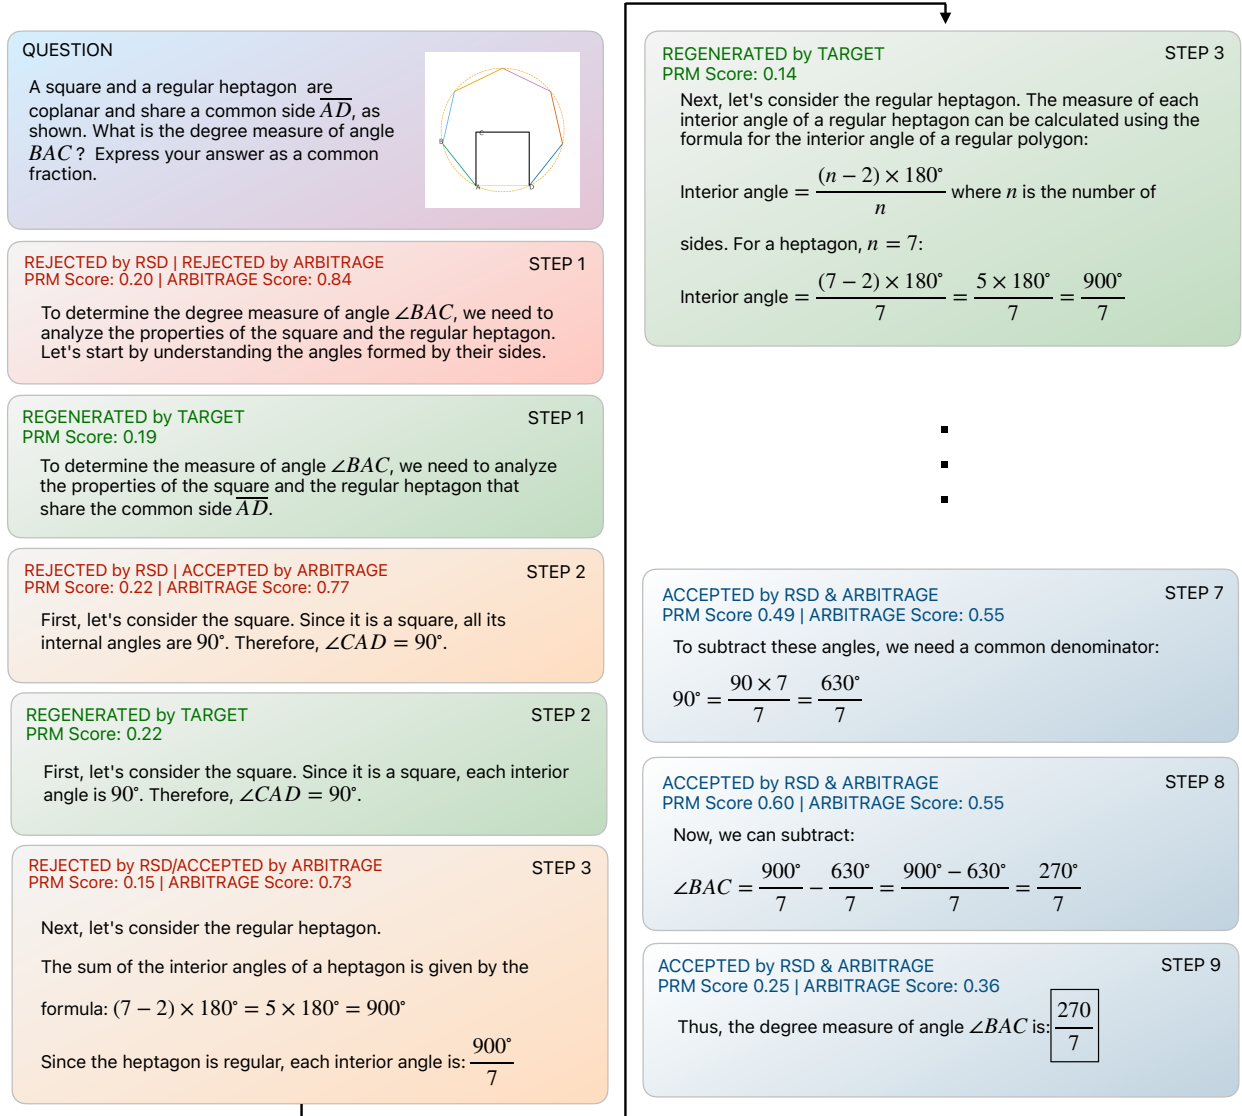 QUESTION
A square and a regular heptagon are
coplanar and share a common side \overline{AD}, as
shown. What is the degree measure of angle
BAC ? Express your answer as a common
fraction.
B
C
A
D
REJECTED by RSD | REJECTED by ARBITRAGE
STEP 1
PRM Score: 0.20 | ARBITRAGE Score: 0.84
To determine the degree measure of angle ∠BAC, we need to
analyze the properties of the square and the regular heptagon.
Let's start by understanding the angles formed by their sides.
REGENERATED by TARGET
STEP 1
PRM Score: 0.19
To determine the measure of angle ∠BAC, we need to analyze
the properties of the square and the regular heptagon that
share the common side \overline{AD}.
REJECTED by RSD | ACCEPTED by ARBITRAGE
STEP 2
PRM Score: 0.22 | ARBITRAGE Score: 0.77
First, let's consider the square. Since it is a square, all its
internal angles are 90°. Therefore, ∠CAD = 90°.
REGENERATED by TARGET
STEP 2
PRM Score: 0.22
First, let's consider the square. Since it is a square, each interior
angle is 90°. Therefore, ∠CAD = 90°.
REJECTED by RSD/ACCEPTED by ARBITRAGE
STEP 3
PRM Score: 0.15 | ARBITRAGE Score: 0.73
Next, let's consider the regular heptagon.
The sum of the interior angles of a heptagon is given by the
formula: (7 − 2) × 180° = 5 × 180° = 900°
Since the heptagon is regular, each interior angle is: \frac{900°}{7}
REGENERATED by TARGET
STEP 3
PRM Score: 0.14
Next, let's consider the regular heptagon. The measure of each
interior angle of a regular heptagon can be calculated using the
formula for the interior angle of a regular polygon:
Interior angle = \frac{(n − 2) × 180°}{n} where n is the number of
sides. For a heptagon, n = 7:
Interior angle = \frac{(7 − 2) × 180°}{7} = \frac{5 × 180°}{7} = \frac{900°}{7}
ACCEPTED by RSD & ARBITRAGE
STEP 7
PRM Score 0.49 | ARBITRAGE Score: 0.55
To subtract these angles, we need a common denominator:
90° = \frac{90 × 7}{7} = \frac{630°}{7}
ACCEPTED by RSD & ARBITRAGE
STEP 8
PRM Score 0.60 | ARBITRAGE Score: 0.55
Now, we can subtract:
∠BAC = \frac{900°}{7} − \frac{630°}{7} = \frac{900° − 630°}{7} = \frac{270°}{7}
ACCEPTED by RSD & ARBITRAGE
STEP 9
PRM Score 0.25 | ARBITRAGE Score: 0.36
Thus, the degree measure of angle ∠BAC is: \frac{270}{7}